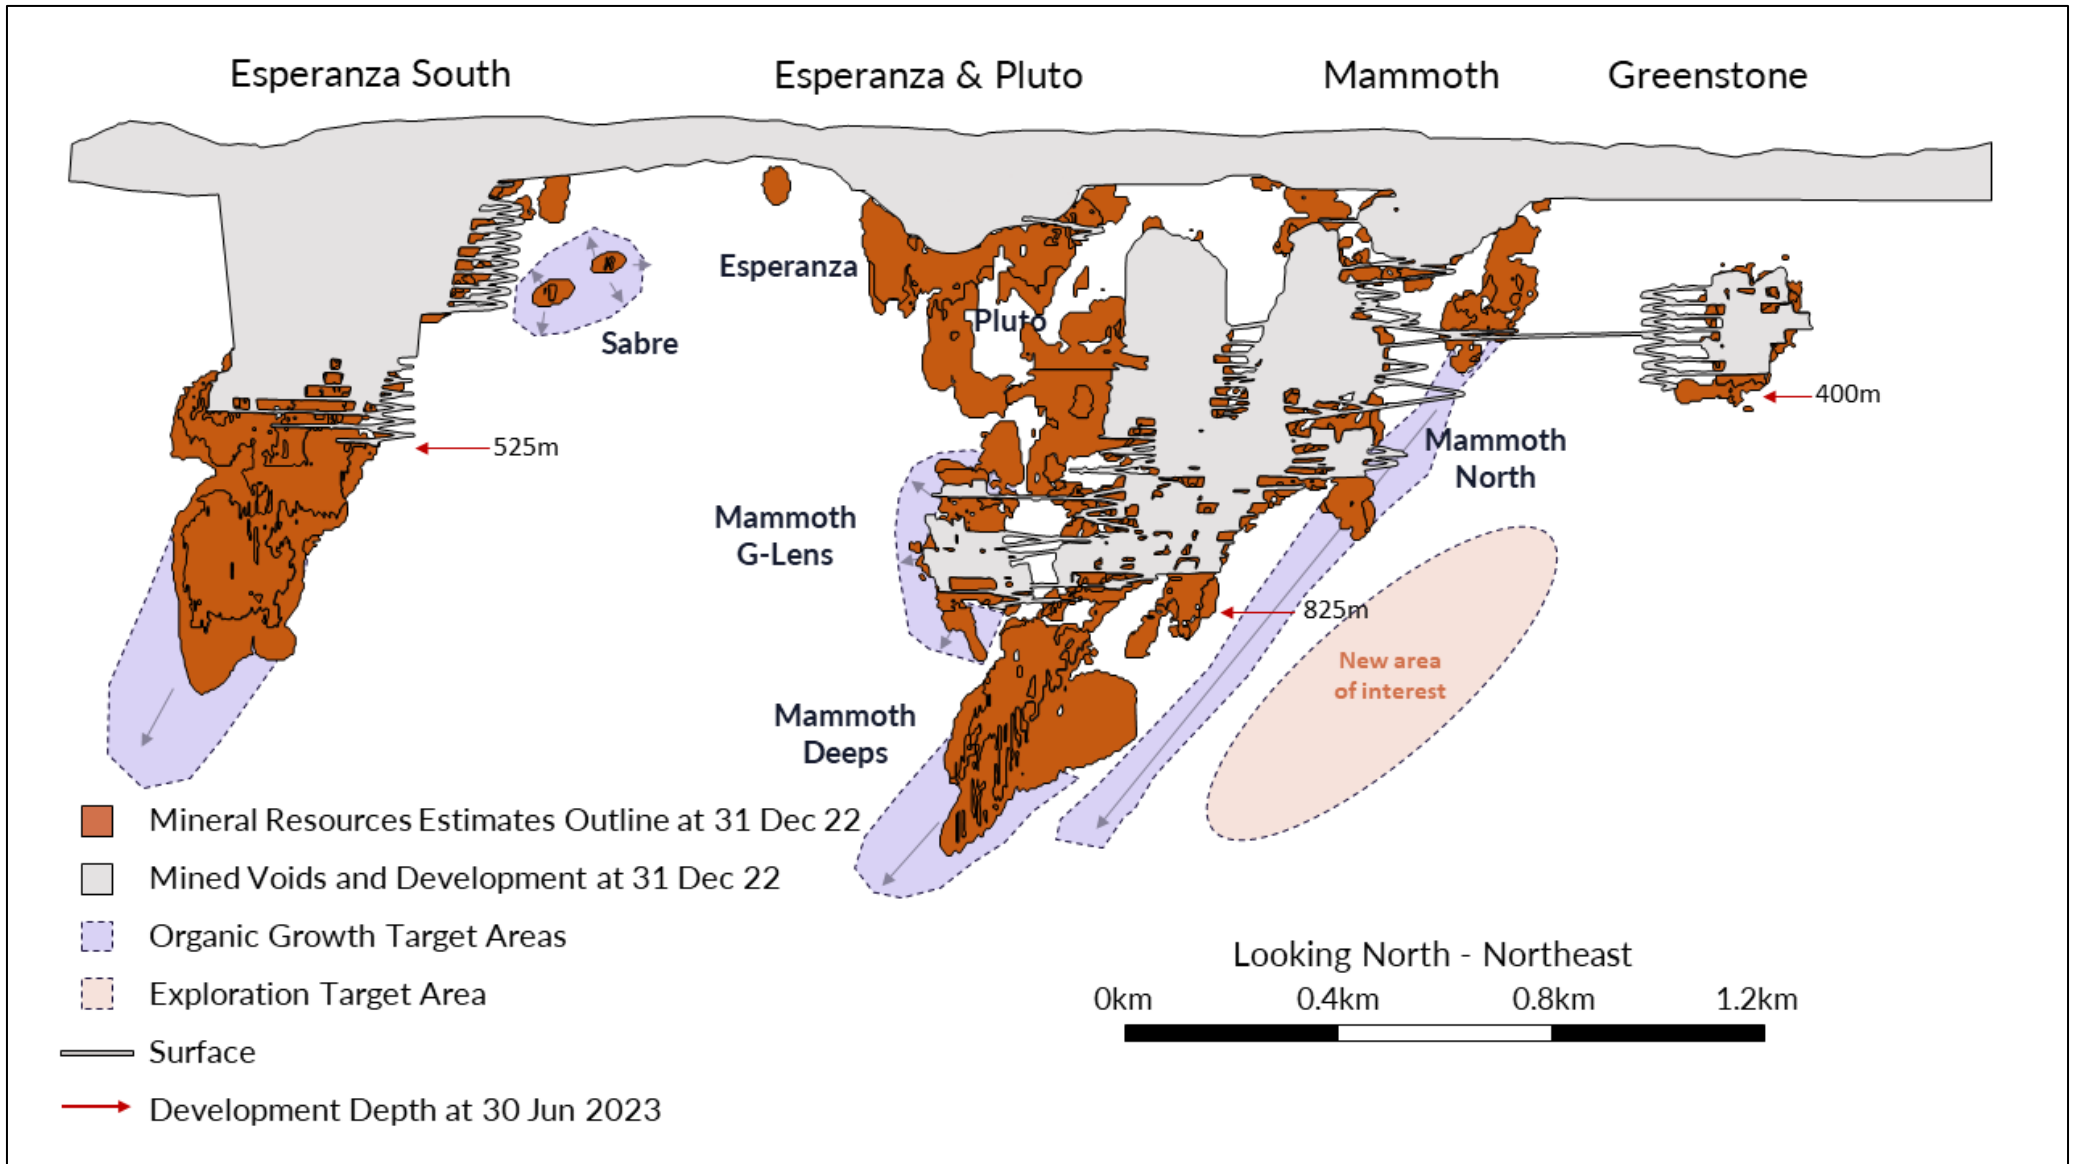 Esperanza South
Esperanza & Pluto
Mammoth
Greenstone
Esperanza
Pluto
Sabre
400m
525m
Mammoth
North
Mammoth
G-Lens
825m
New area
of interest
Mammoth
Deeps
Mineral Resources Estimates Outline at 31 Dec 22
Mined Voids and Development at 31 Dec 22
Organic Growth Target Areas
Exploration Target Area
Surface
Development Depth at 30 Jun 2023
Looking North - Northeast
0km 0.4km 0.8km 1.2km